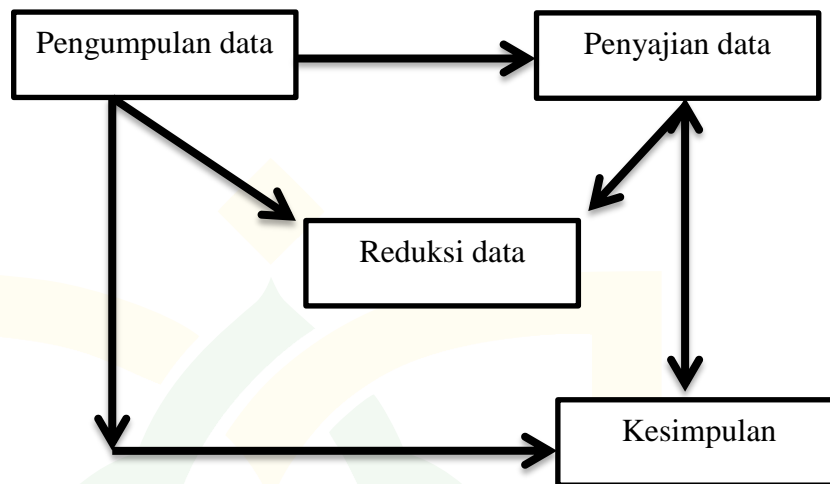 Pengumpulan data
Penyajian data
Reduksi data
Kesimpulan